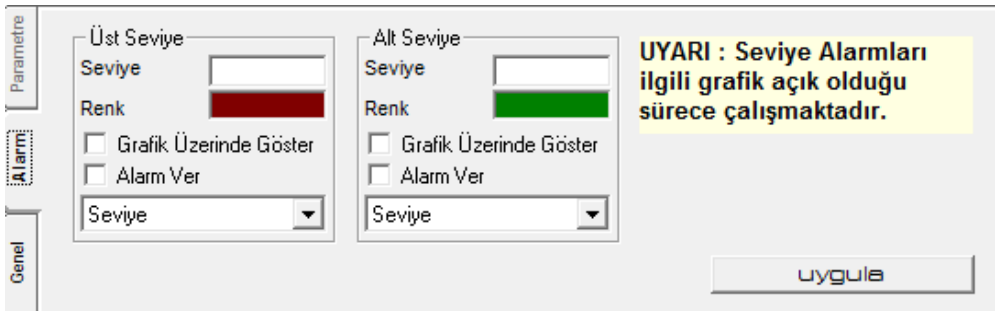 Parametre
Alarm
Genel
Üst Seviye
Seviye
Renk
Grafik Üzerinde Göster
Alarm Ver
Seviye
Alt Seviye
Seviye
Renk
Grafik Üzerinde Göster
Alarm Ver
Seviye
UYARI : Seviye Alarmları
ilgili grafik açık olduğu
sürece çalışmaktadır.
uygula